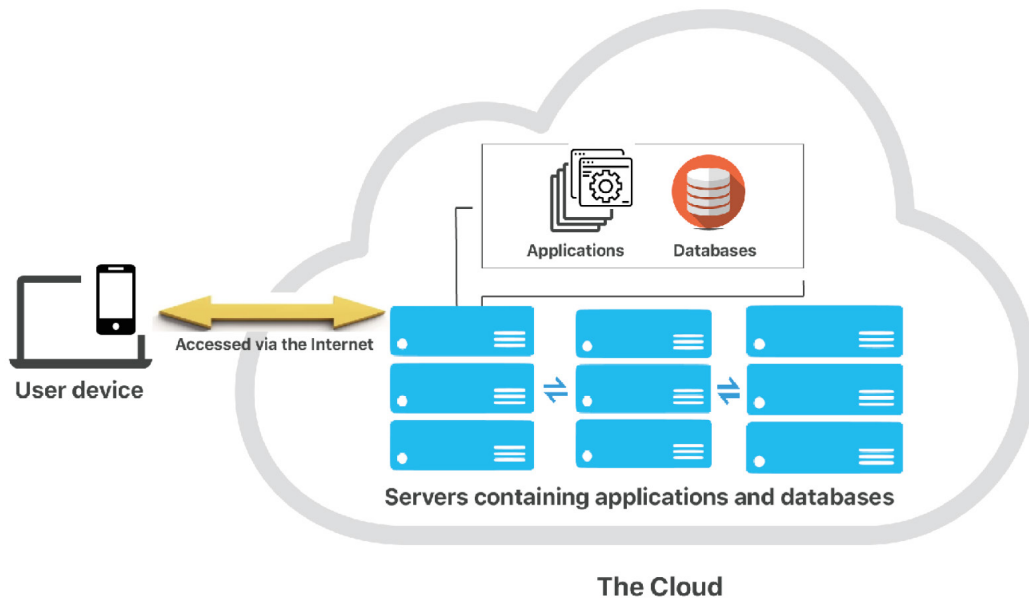 Applications
Databases
Accessed via the Internet
User device
Servers containing applications and databases
The Cloud